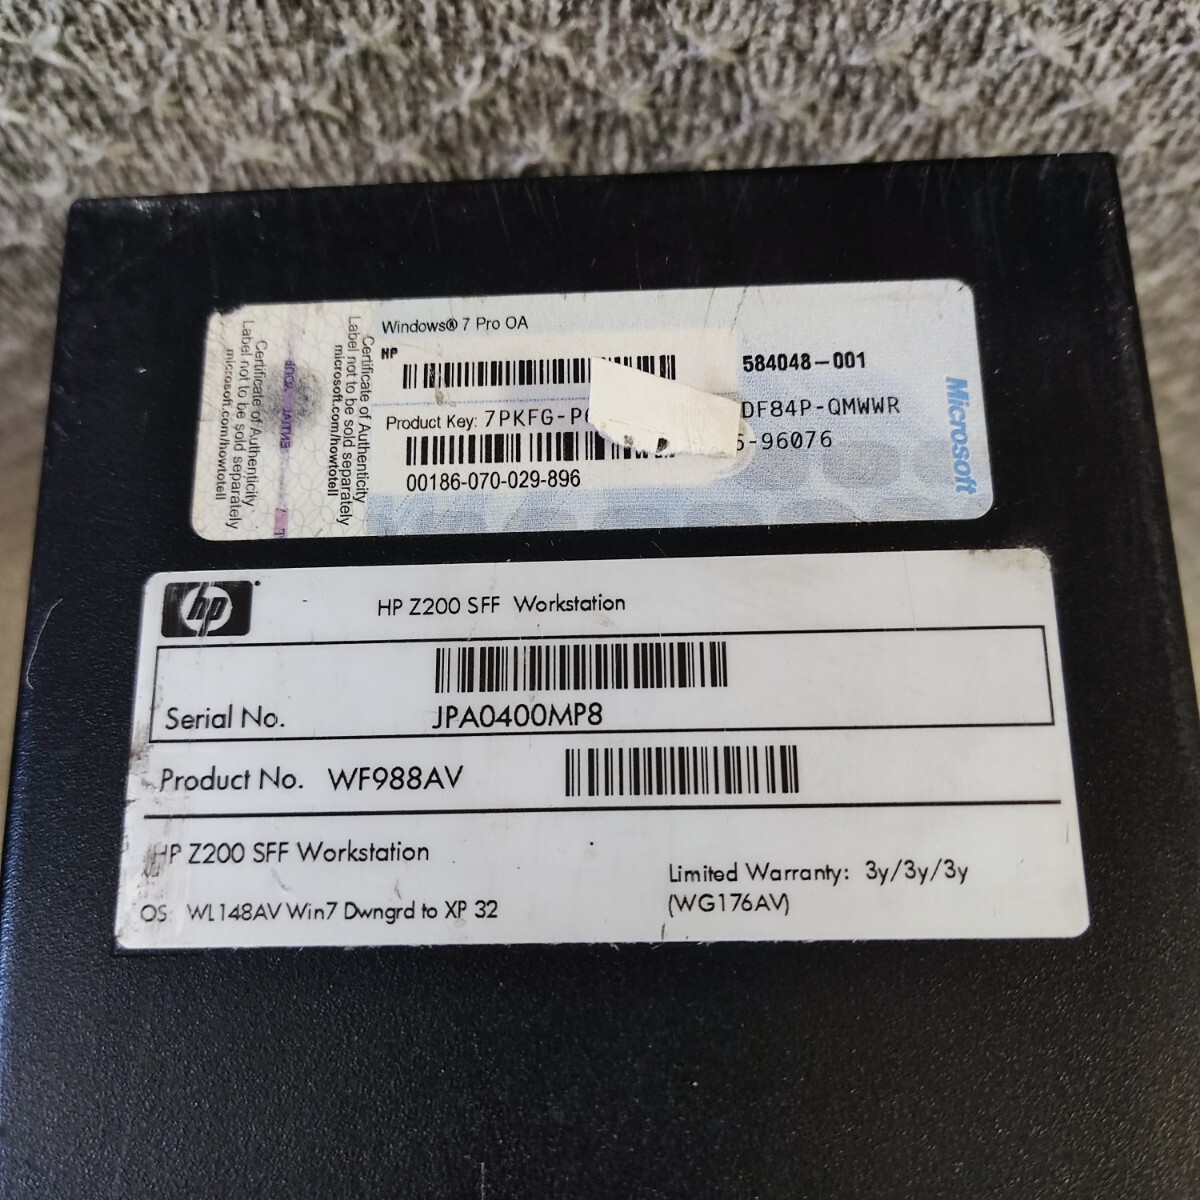 Windows® 7 Pro OA
HP
584048-001
Product Key: 7PKFG-P DF84P-QMWWR
-96076
00186-070-029-896
Certificate of Authenticity
Label not to be sold separately
microsoft.com/howtotell
Certificate of Authenticity
Label not to be sold separately
microsoft.com/howtotell
Microsoft
hp
HP Z200 SFF Workstation
Serial No. JPA0400MP8
Product No. WF988AV
HP Z200 SFF Workstation
Limited Warranty: 3y/3y/3y
(WG176AV)
OS: WL148AV Win7 Dwngrd to XP 32